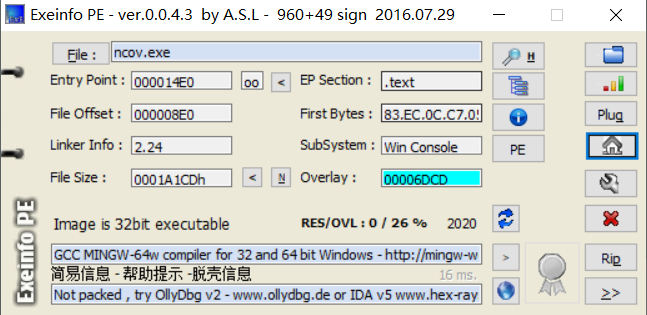 Exeinfo PE - ver.0.0.4.3 by A.S.L - 960+49 sign 2016.07.29
File : ncov.exe H
Entry Point : 000014E0 oo < EP Section : .text
File Offset : 000008E0 First Bytes : 83.EC.0C.C7.05 Plug
Linker Info : 2.24 SubSystem : Win Console PE
File Size : 0001A1CDh < N Overlay : 00006DCD
Image is 32bit executable RES/OVL : 0 / 26 % 2020
GCC MINGW-64w compiler for 32 and 64 bit Windows - http://mingw-w > Rip
简易信息 - 帮助提示 -脱壳信息 16 ms.
Not packed , try OllyDbg v2 - www.ollydbg.de or IDA v5 www.hex-ray >>
Exeinfo PE